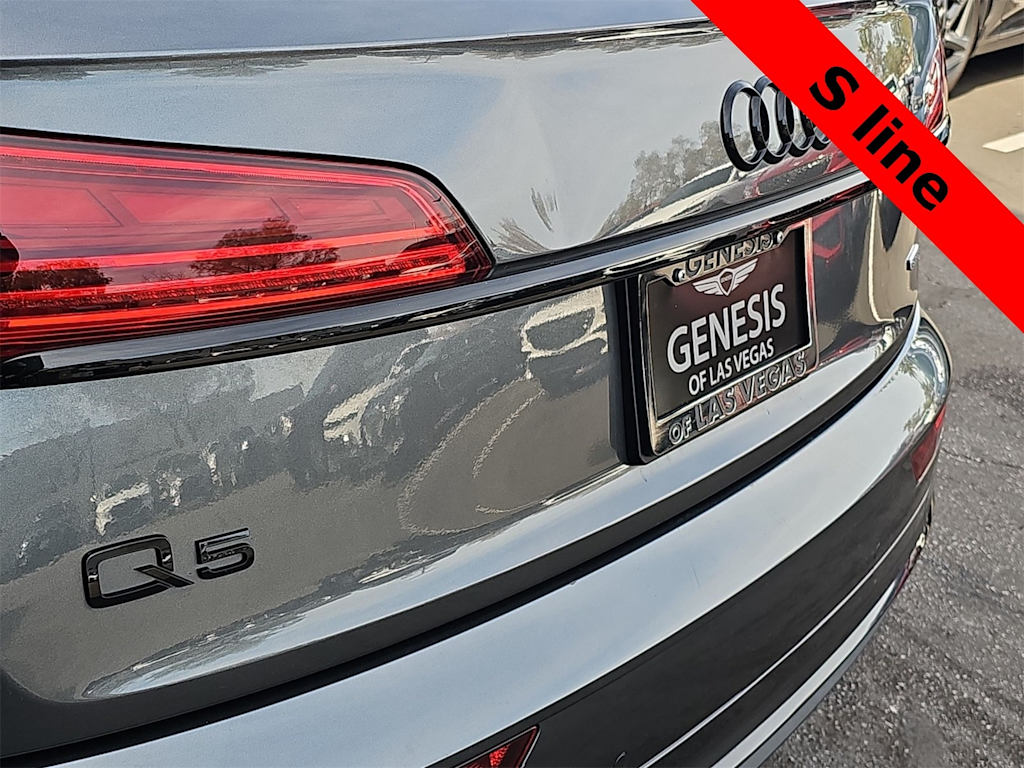 S line
GENESIS
GENESIS
OF LAS VEGAS
OF LAS VEGAS
Q5